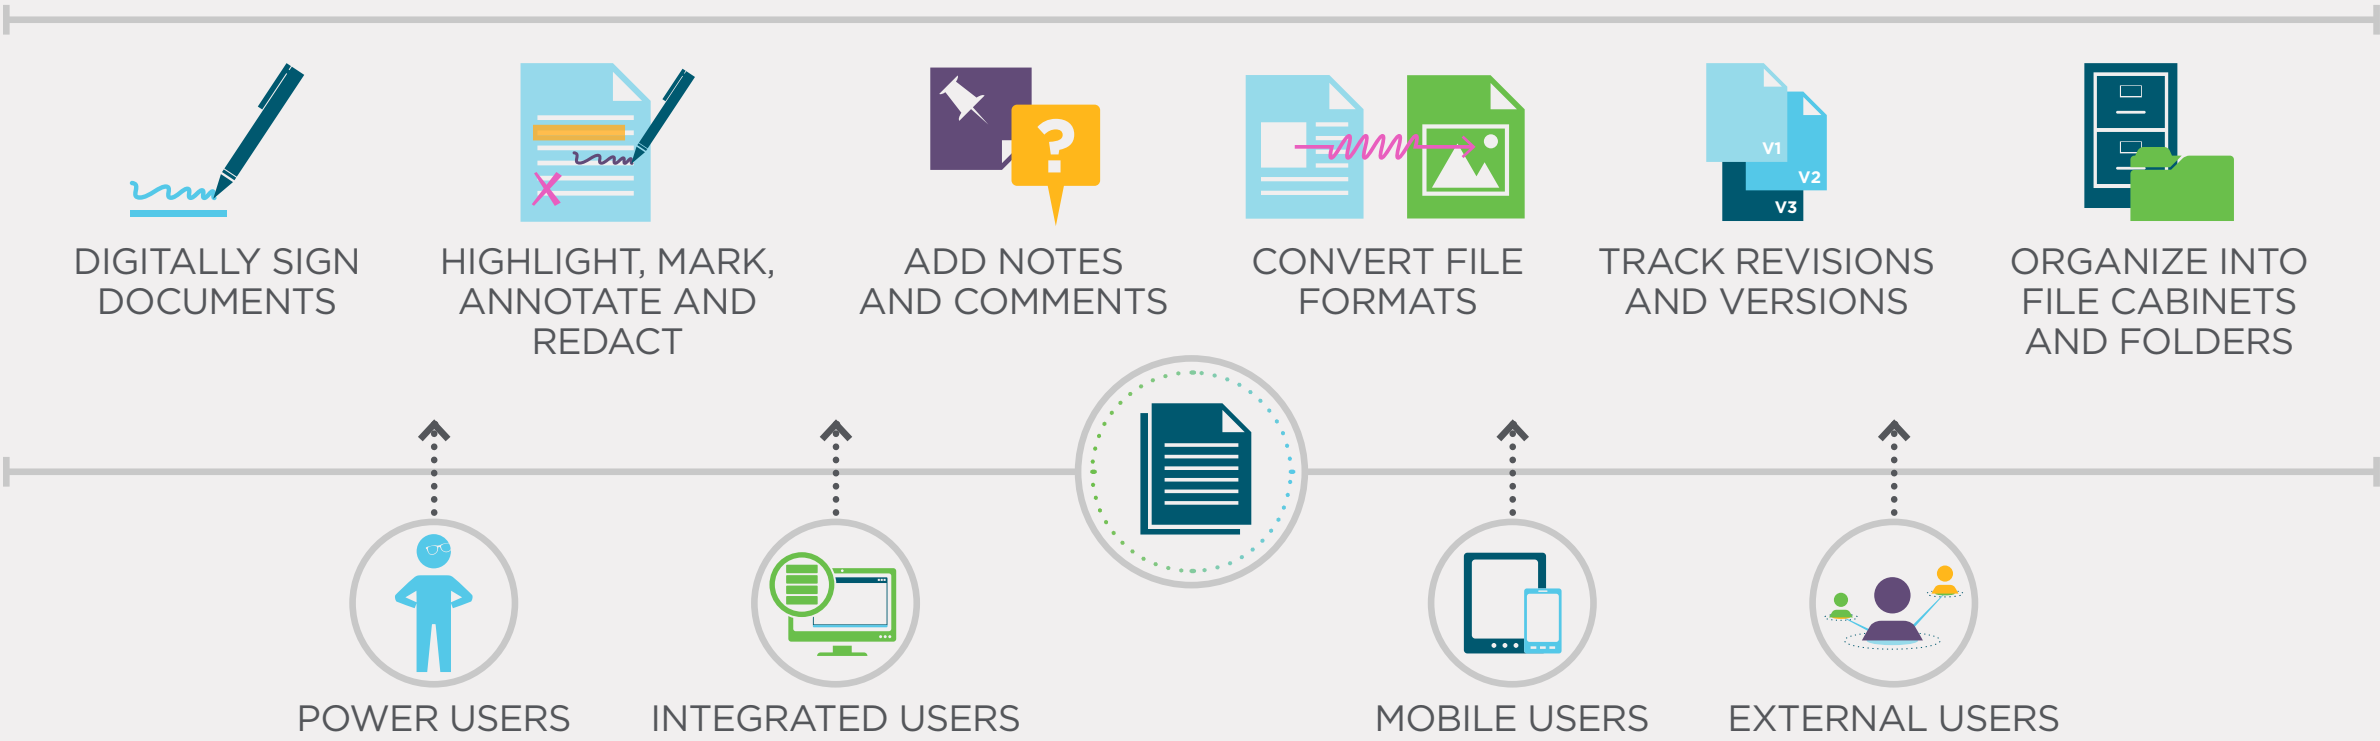 V1
V2
V3
DIGITALLY SIGN
DOCUMENTS
HIGHLIGHT, MARK,
ANNOTATE AND
REDACT
ADD NOTES
AND COMMENTS
CONVERT FILE
FORMATS
TRACK REVISIONS
AND VERSIONS
ORGANIZE INTO
FILE CABINETS
AND FOLDERS
POWER USERS
INTEGRATED USERS
MOBILE USERS
EXTERNAL USERS